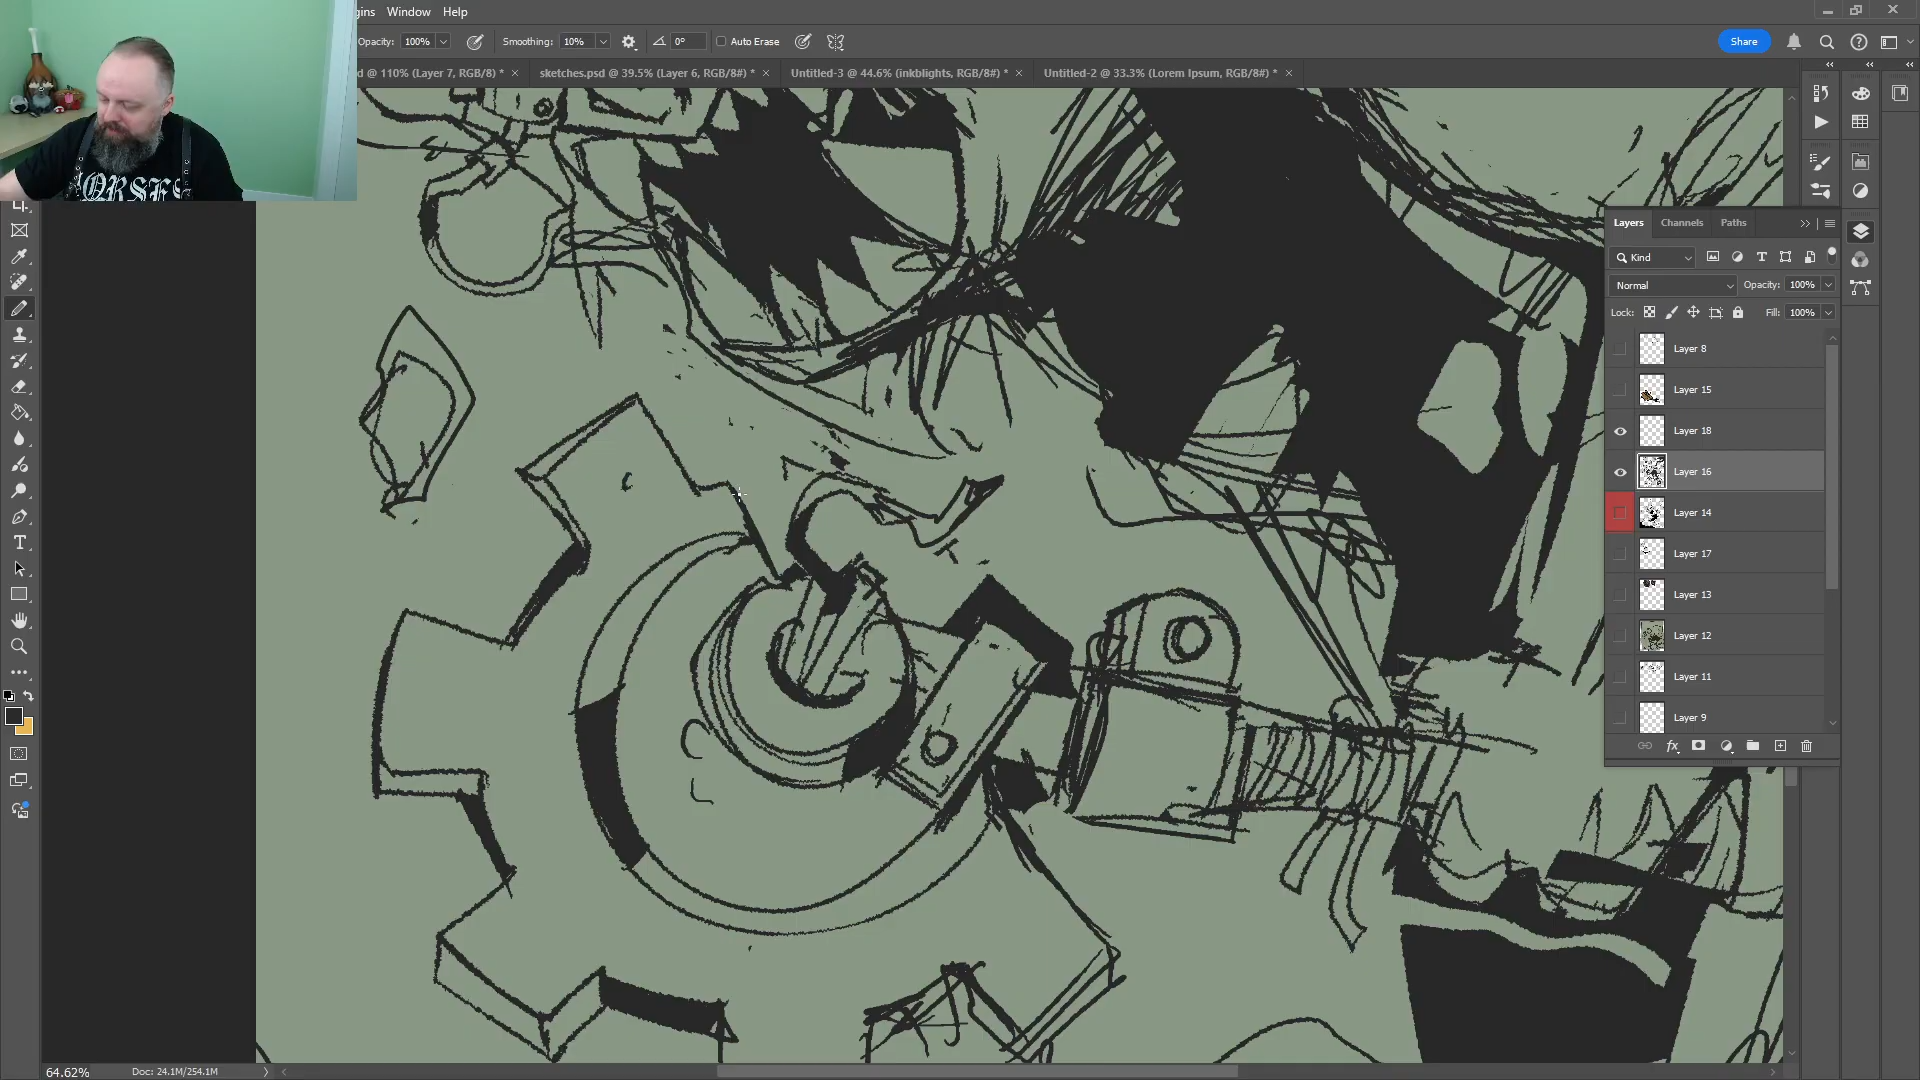 gins Window Help
Opacity: 100% Smoothing: 10% 0° Auto Erase Share
d @ 110% (Layer 7, RGB/8) * × sketches.psd @ 39.5% (Layer 6, RGB/8#) * × Untitled-3 @ 44.6% (inkblights, RGB/8#) * × Untitled-2 @ 33.3% (Lorem Ipsum, RGB/8#) * ×
Layers Channels Paths
Kind
Normal Opacity: 100%
Lock: Fill: 100%
Layer 8
Layer 15
Layer 18
Layer 16
Layer 14
Layer 17
Layer 13
Layer 12
Layer 11
Layer 9
64.62% Doc: 24.1M/254.1M